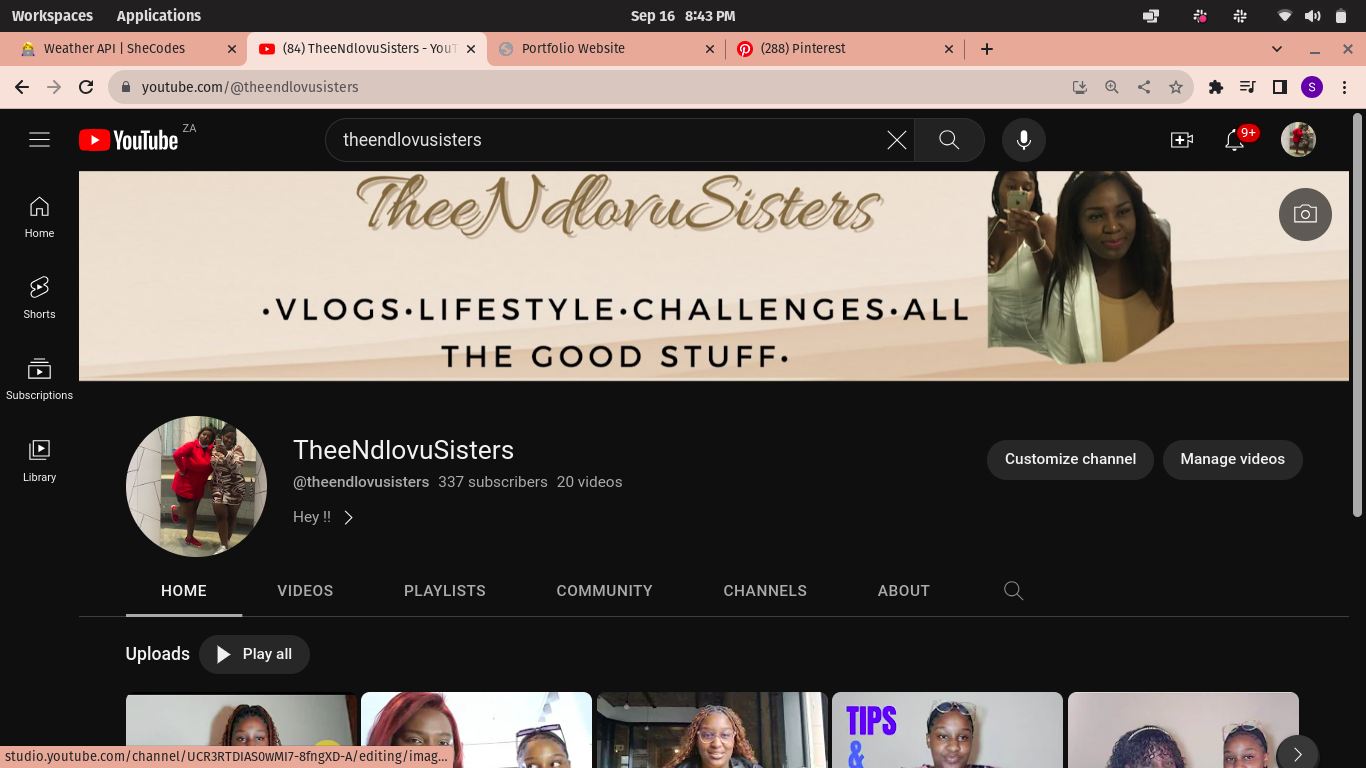 Workspaces Applications Sep 16 8:43 PM
Weather API | SheCodes (84) TheeNdlovuSisters - YouT Portfolio Website (288) Pinterest
youtube.com/@theendlovusisters S
YouTube ZA theendlovusisters 9+
Home
Shorts
Subscriptions
Library
TheeNdlovuSisters
•VLOGS•LIFESTYLE•CHALLENGES•ALL
THE GOOD STUFF•
TheeNdlovuSisters
@theendlovusisters 337 subscribers 20 videos
Hey !!
Customize channel Manage videos
HOME VIDEOS PLAYLISTS COMMUNITY CHANNELS ABOUT
Uploads Play all
TIPS
&
studio.youtube.com/channel/UCR3RTDIAS0wMI7-8fngXD-A/editing/imag...